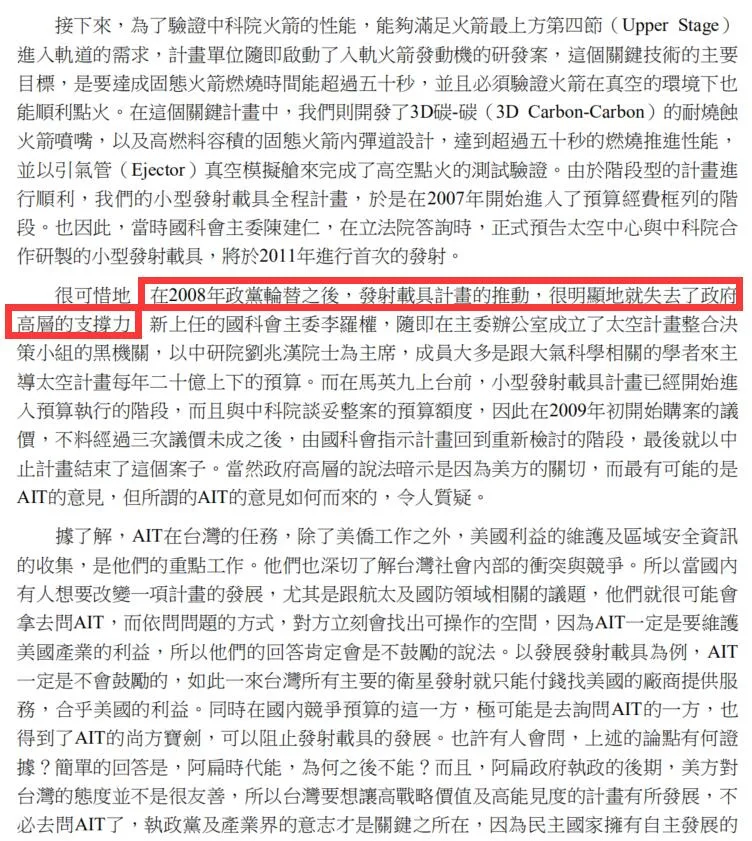 接下來，為了驗證中科院火箭的性能，能夠滿足火箭最上方第四節（Upper Stage）
進入軌道的需求，計畫單位隨即啟動了入軌火箭發動機的研發案，這個關鍵技術的主要
目標，是要達成固態火箭燃燒時間能超過五十秒，並且必須驗證火箭在真空的環境下也
能順利點火。在這個關鍵計畫中，我們則開發了3D碳-碳（3D Carbon-Carbon）的耐燒蝕
火箭噴嘴，以及高燃料容積的固態火箭內彈道設計，達到超過五十秒的燃燒推進性能，
並以引氣管（Ejector）真空模擬艙來完成了高空點火的測試驗證。由於階段型的計畫進
行順利，我們的小型發射載具全程計畫，於是在2007年開始進入了預算經費框列的階
段。也因此，當時國科會主委陳建仁，在立法院答詢時，正式預告太空中心與中科院合
作研製的小型發射載具，將於2011年進行首次的發射。
很可惜地 在2008年政黨輪替之後，發射載具計畫的推動，很明顯地就失去了政府
高層的支撐力 新上任的國科會主委李羅權，隨即在主委辦公室成立了太空計畫整合決
策小組的黑機關，以中研院劉兆漢院士為主席，成員大多是跟大氣科學相關的學者來主
導太空計畫每年二十億上下的預算。而在馬英九上台前，小型發射載具計畫已經開始進
入預算執行的階段，而且與中科院談妥整案的預算額度，因此在2009年初開始購案的議
價，不料經過三次議價未成之後，由國科會指示計畫回到重新檢討的階段，最後就以中
止計畫結束了這個案子。當然政府高層的說法暗示是因為美方的關切，而最有可能的是
AIT的意見，但所謂的AIT的意見如何而來的，令人質疑。
據了解，AIT在台灣的任務，除了美僑工作之外，美國利益的維護及區域安全資訊
的收集，是他們的重點工作。他們也深切了解台灣社會內部的衝突與競爭。所以當國內
有人想要改變一項計畫的發展，尤其是跟航太及國防領域相關的議題，他們就很可能會
拿去問AIT，而依問問題的方式，對方立刻會找出可操作的空間，因為AIT一定是要維護
美國產業的利益，所以他們的回答肯定會是不鼓勵的說法。以發展發射載具為例，AIT
一定是不會鼓勵的，如此一來台灣所有主要的衛星發射就只能付錢找美國的廠商提供服
務，合乎美國的利益。同時在國內競爭預算的這一方，極可能是去詢問AIT的一方，也
得到了AIT的尚方寶劍，可以阻止發射載具的發展。也許有人會問，上述的論點有何證
據？簡單的回答是，阿扁時代能，為何之後不能？而且，阿扁政府執政的後期，美方對
台灣的態度並不是很友善，所以台灣要想讓高戰略價值及高能見度的計畫有所發展，不
必去問AIT了，執政黨及產業界的意志才是關鍵之所在，因為民主國家擁有自主發展的